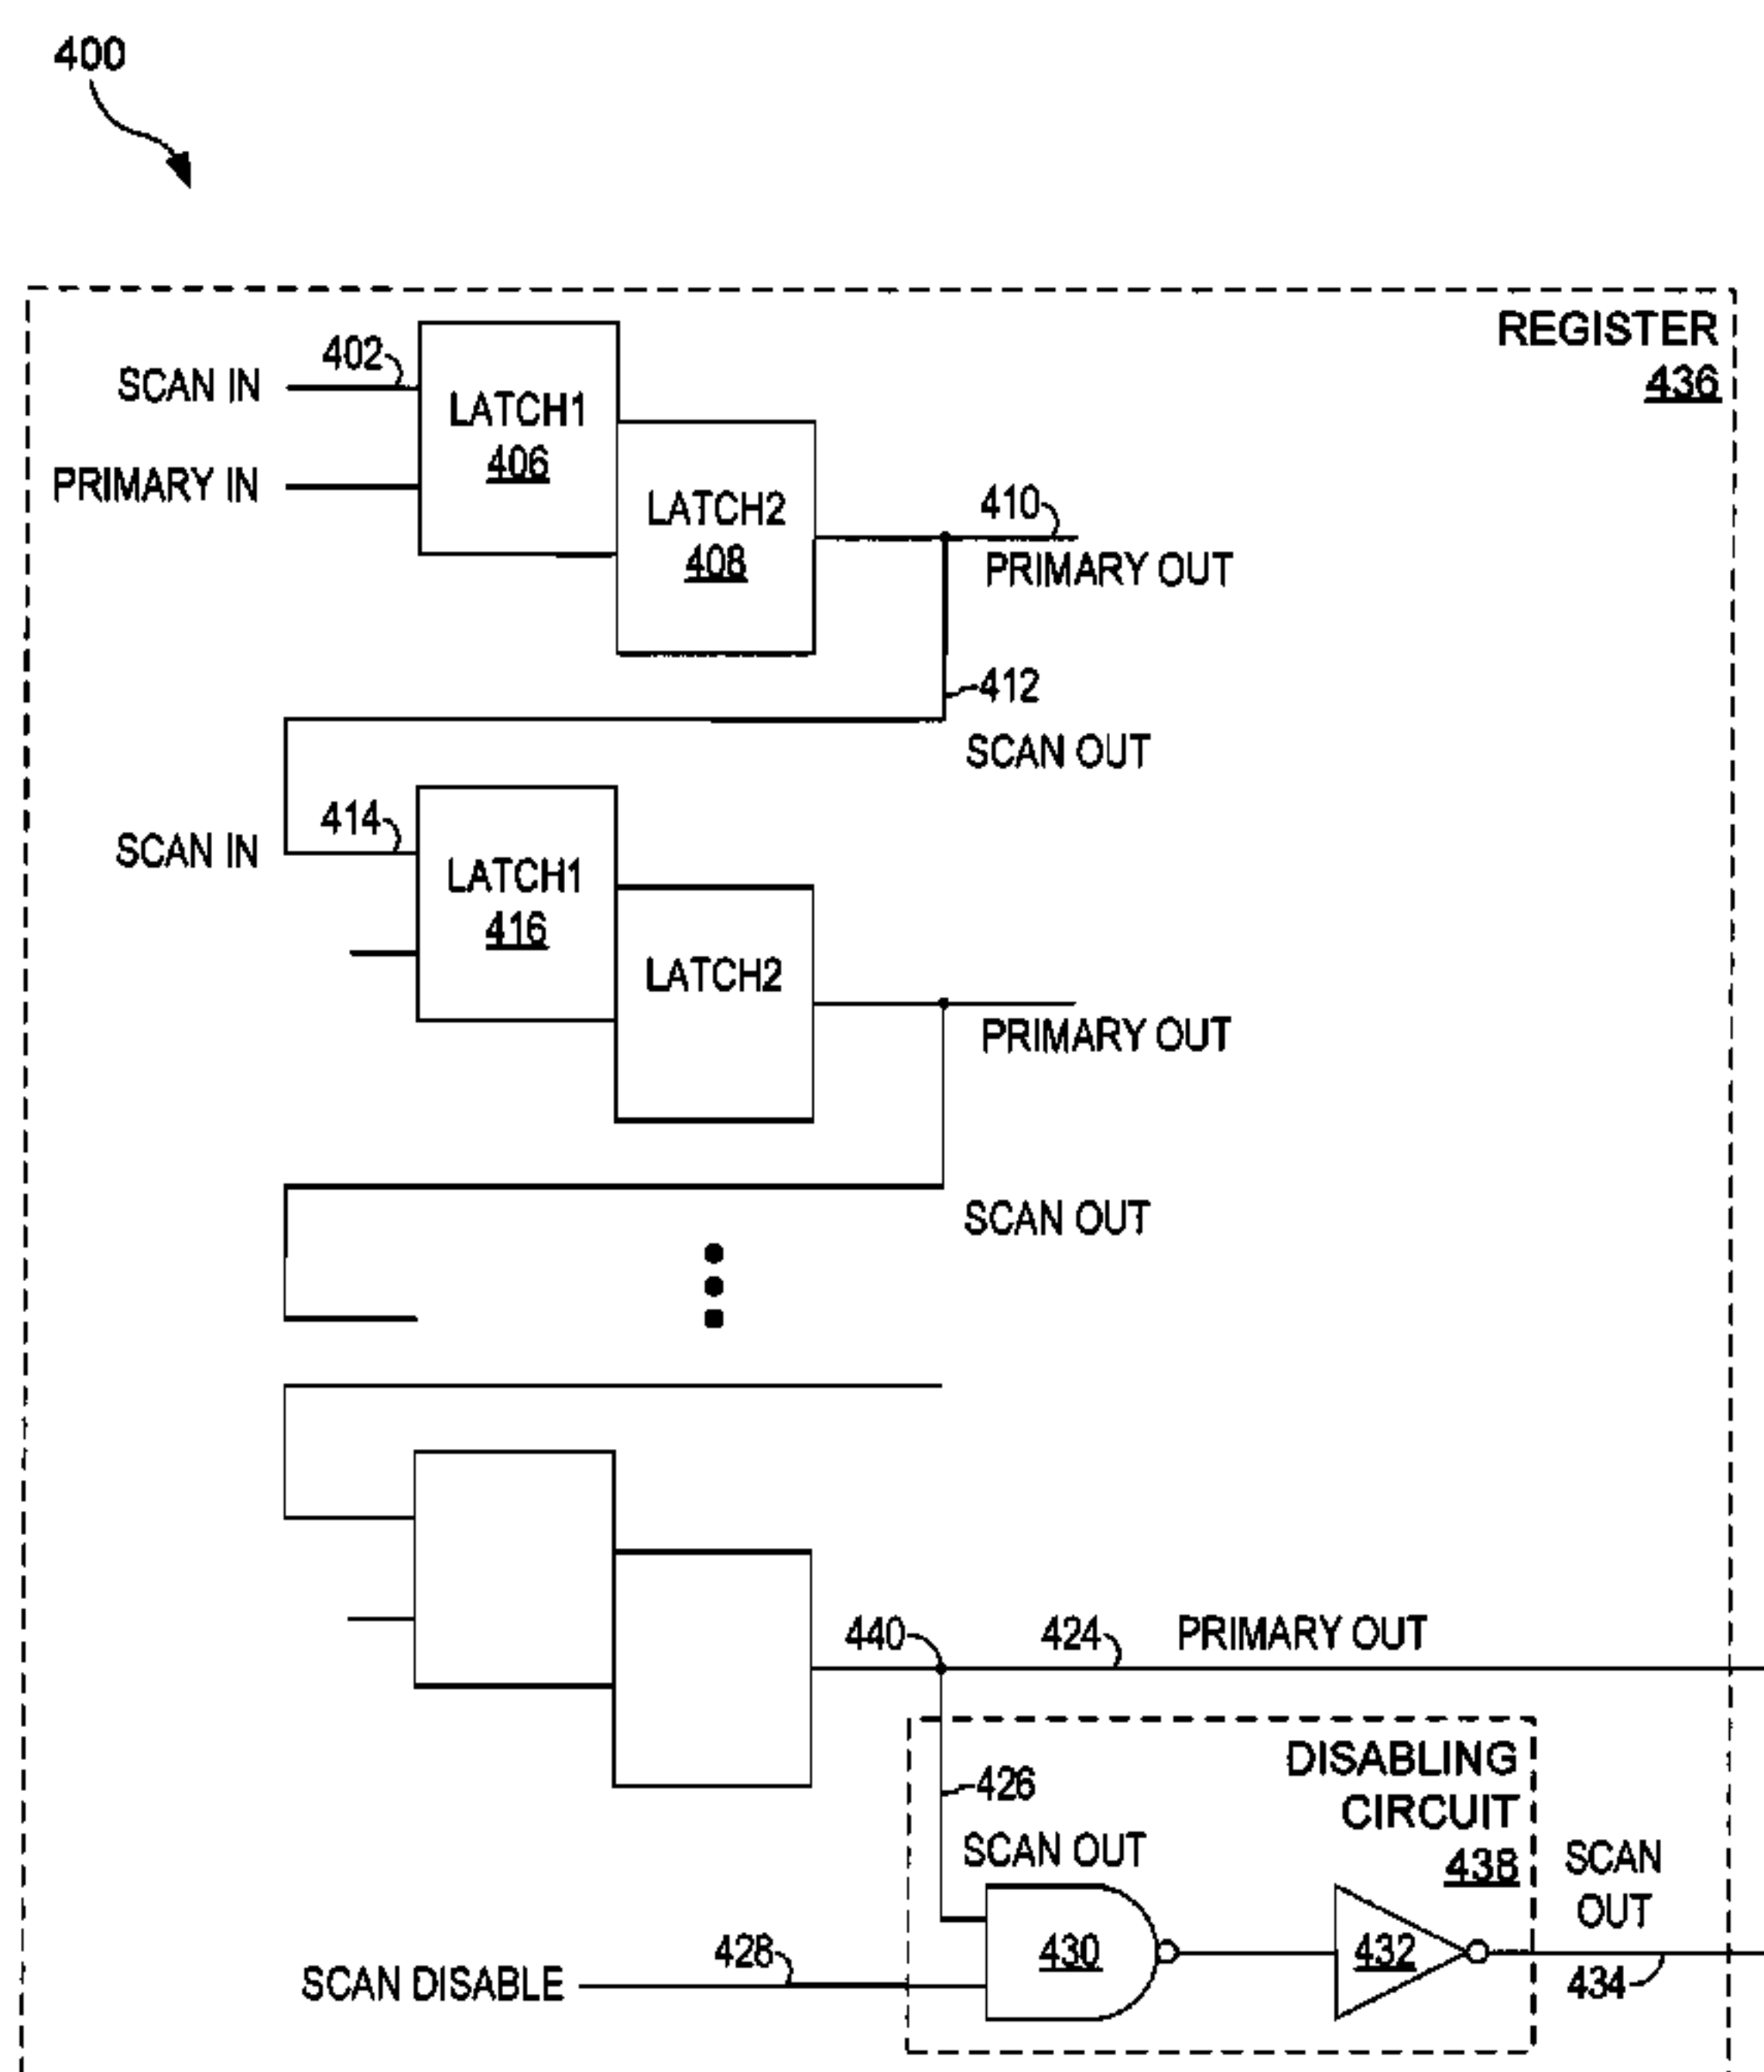 400
REGISTER
436
SCAN IN
402
LATCH1
406
PRIMARY IN
LATCH2
408
410
PRIMARY OUT
412
SCAN OUT
SCAN IN
414
LATCH1
416
LATCH2
PRIMARY OUT
SCAN OUT
440
424
PRIMARY OUT
DISABLING
CIRCUIT
438
426
SCAN OUT
SCAN
OUT
430
432
428
SCAN DISABLE
434